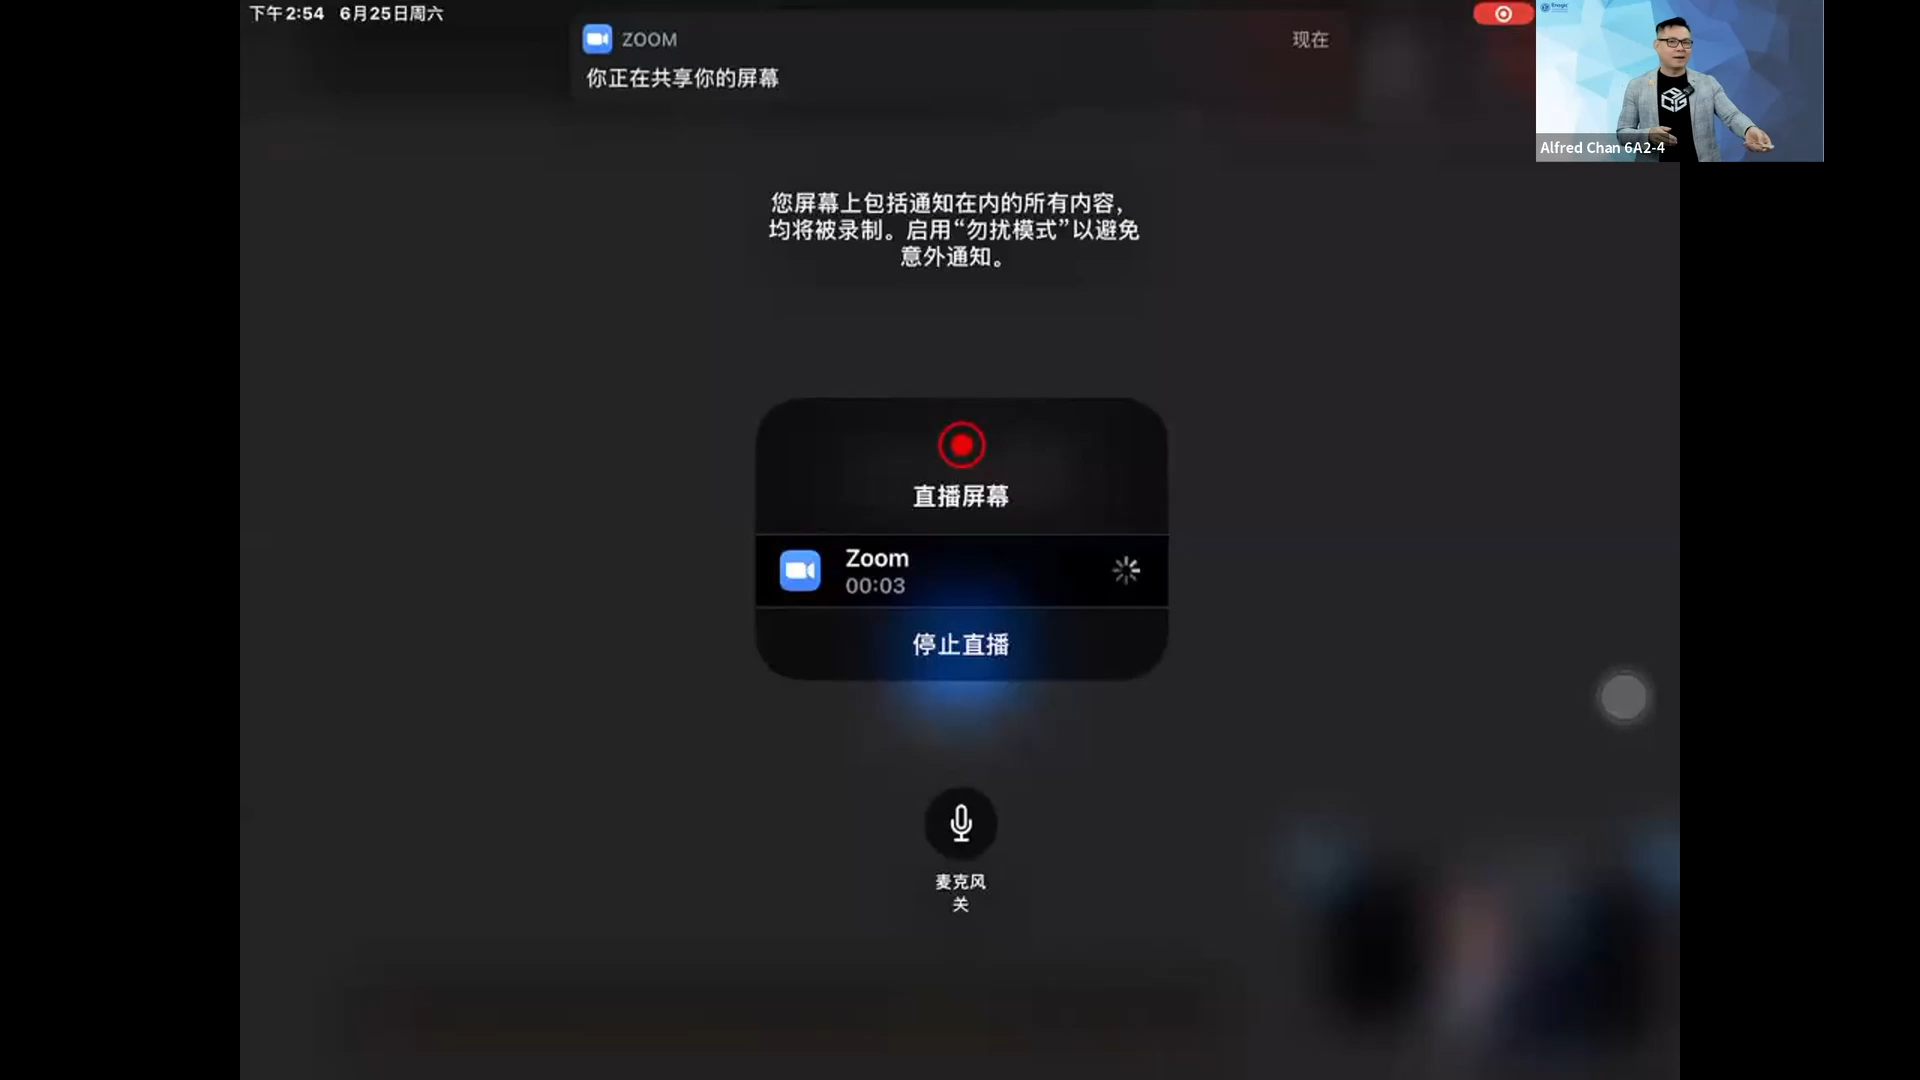 下午2:54 6月25日周六
ZOOM
现在
你正在共享你的屏幕
Enagic
Alfred Chan 6A2-4
您屏幕上包括通知在内的所有内容，
均将被录制。启用“勿扰模式”以避免
意外通知。
直播屏幕
Zoom
00:03
停止直播
麦克风
关